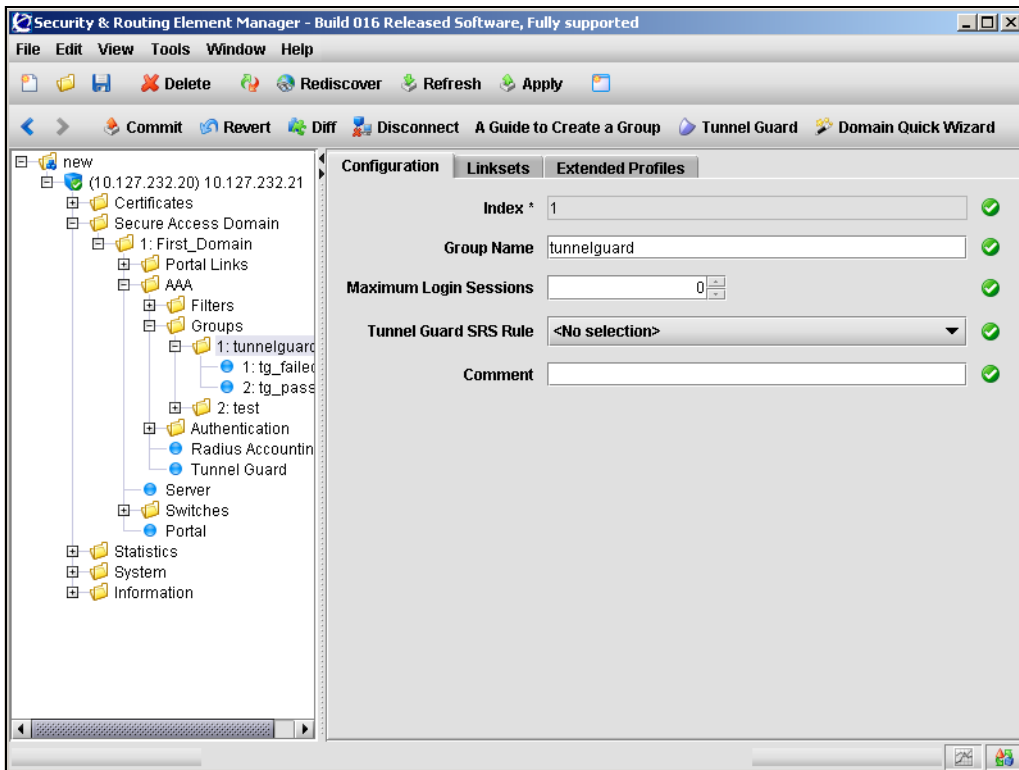 Security & Routing Element Manager - Build 016 Released Software, Fully supported
File Edit View Tools Window Help
Delete Rediscover Refresh Apply
Commit Revert Diff Disconnect A Guide to Create a Group Tunnel Guard Domain Quick Wizard
new
(10.127.232.20) 10.127.232.21
Certificates
Secure Access Domain
1: First_Domain
Portal Links
AAA
Filters
Groups
1: tunnelguard
1: tg_failed
2: tg_pass
2: test
Authentication
Radius Accountin
Tunnel Guard
Server
Switches
Portal
Statistics
System
Information
Configuration Linksets Extended Profiles
Index * 1
Group Name tunnelguard
Maximum Login Sessions 0
Tunnel Guard SRS Rule <No selection>
Comment